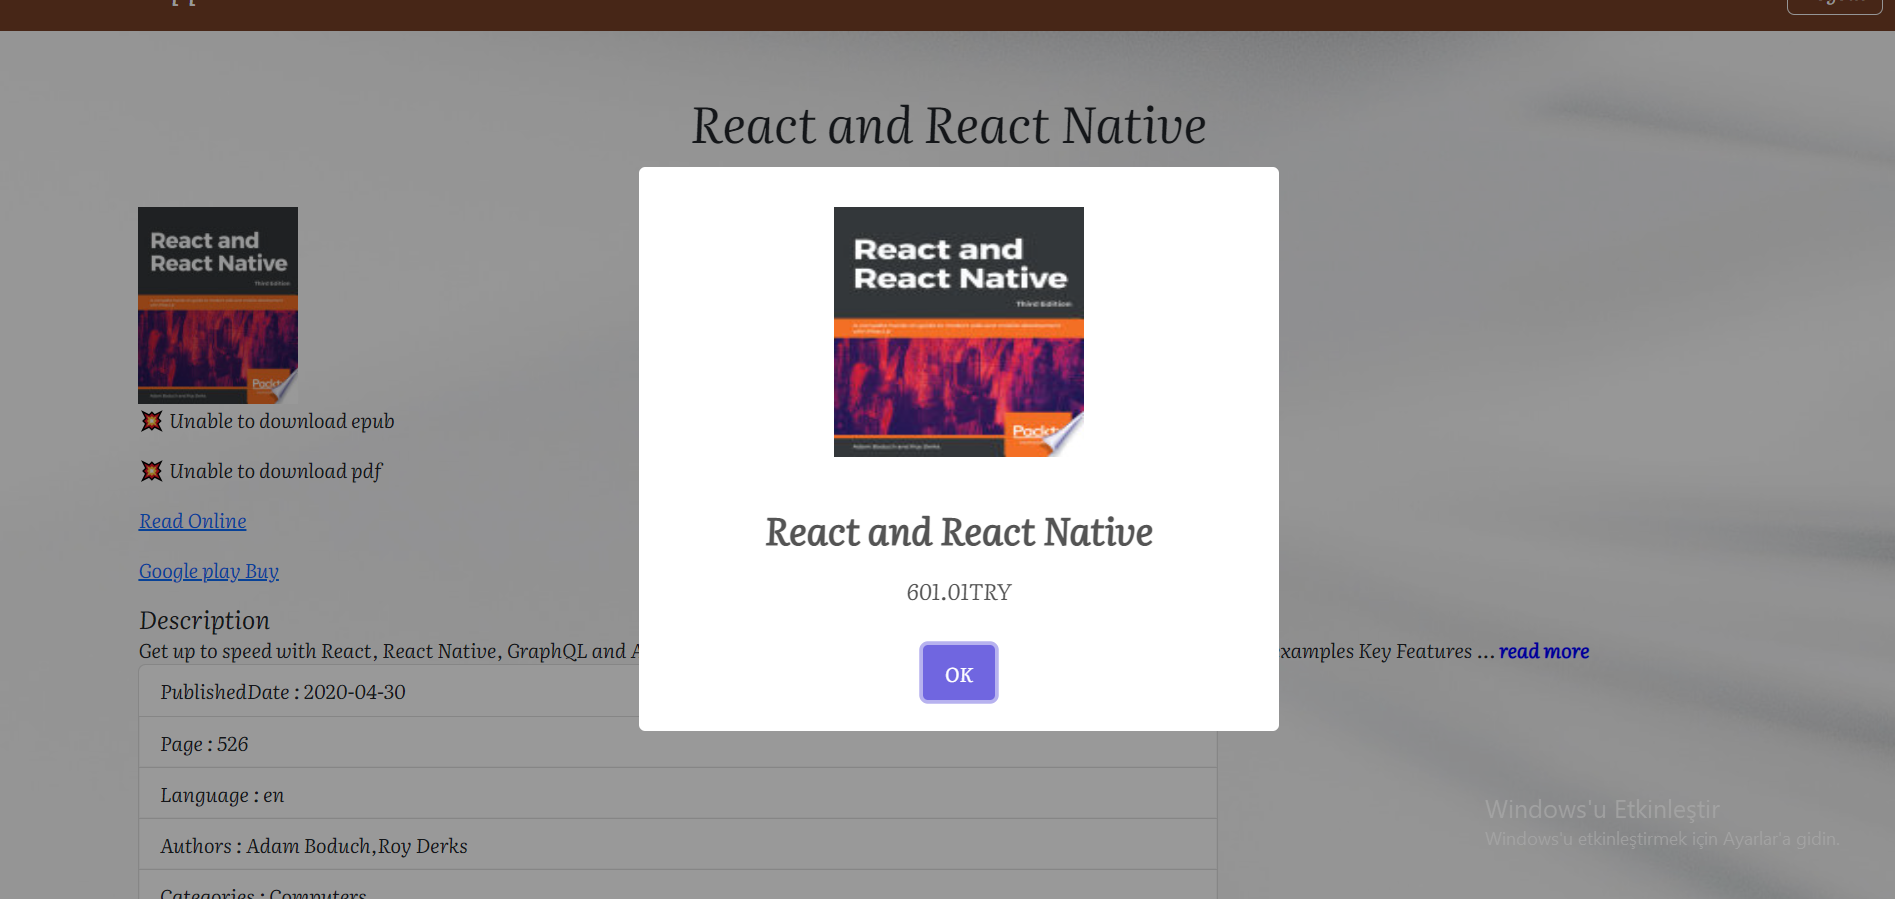 React and React Native
React and
React Native
Third Edition
Packt
💥 Unable to download epub
💥 Unable to download pdf
Read Online
Google play Buy
Description
Get up to speed with React, React Native, GraphQL and
xamples Key Features ... read more
PublishedDate : 2020-04-30
Page : 526
Language : en
Authors : Adam Boduch,Roy Derks
Categories : Computers
React and
React Native
Third Edition
Packt
Adam Boduch and Roy Derks
React and React Native
601.01TRY
OK
Windows'u Etkinleştir
Windows'u etkinleştirmek için Ayarlar'a gidin.